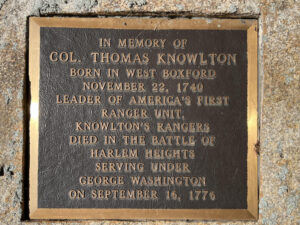 IN MEMORY OF
COL. THOMAS KNOWLTON
BORN IN WEST BOXFORD
NOVEMBER 22, 1740
LEADER OF AMERICA'S FIRST
RANGER UNIT,
KNOWLTON'S RANGERS
DIED IN THE BATTLE OF
HARLEM HEIGHTS
SERVING UNDER
GEORGE WASHINGTON
ON SEPTEMBER 16, 1776